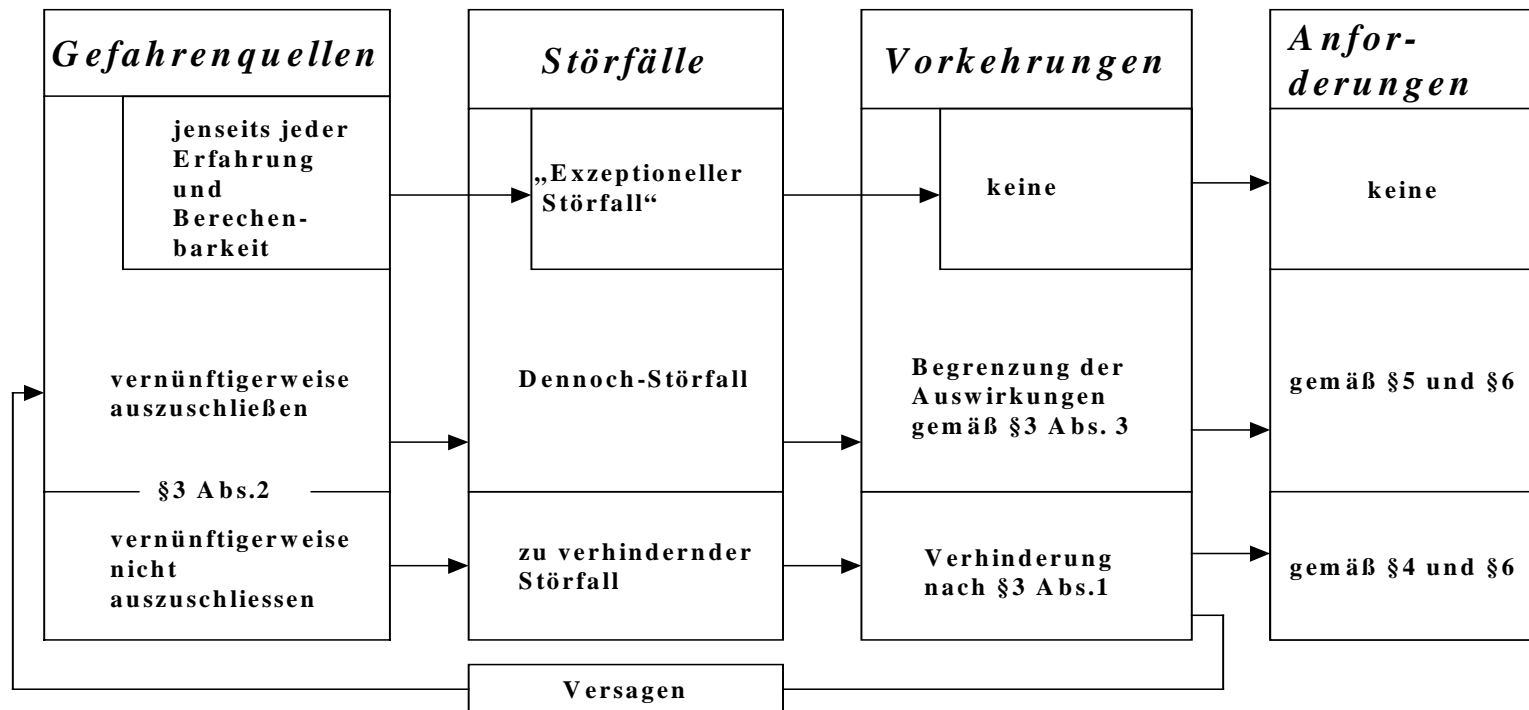 Gefahrenquellen
Störfälle
Vorkehrungen
Anfor-
derungen
jenseits jeder
Erfahrung
und
Berechen-
barkeit
„Exzeptioneller
Störfall“
keine
keine
vernünftigerweise
auszuschließen
Dennoch-Störfall
Begrenzung der
Auswirkungen
gemäß §3 Abs. 3
gemäß §5 und §6
§3 Abs.2
vernünftigerweise
nicht
auszuschliessen
zu verhindernder
Störfall
Verhinderung
nach §3 Abs.1
gemäß §4 und §6
Versagen